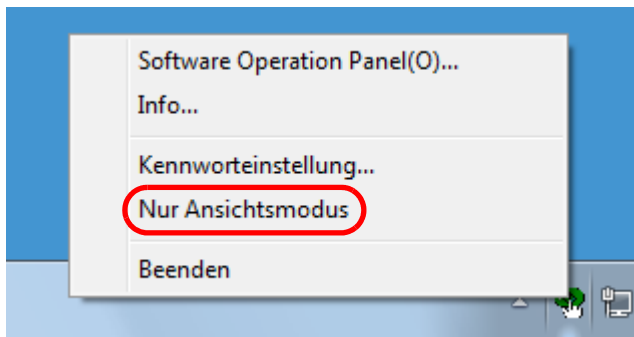 Software Operation Panel(O)...
Info...
Kennworteinstellung...
Nur Ansichtsmodus
Beenden